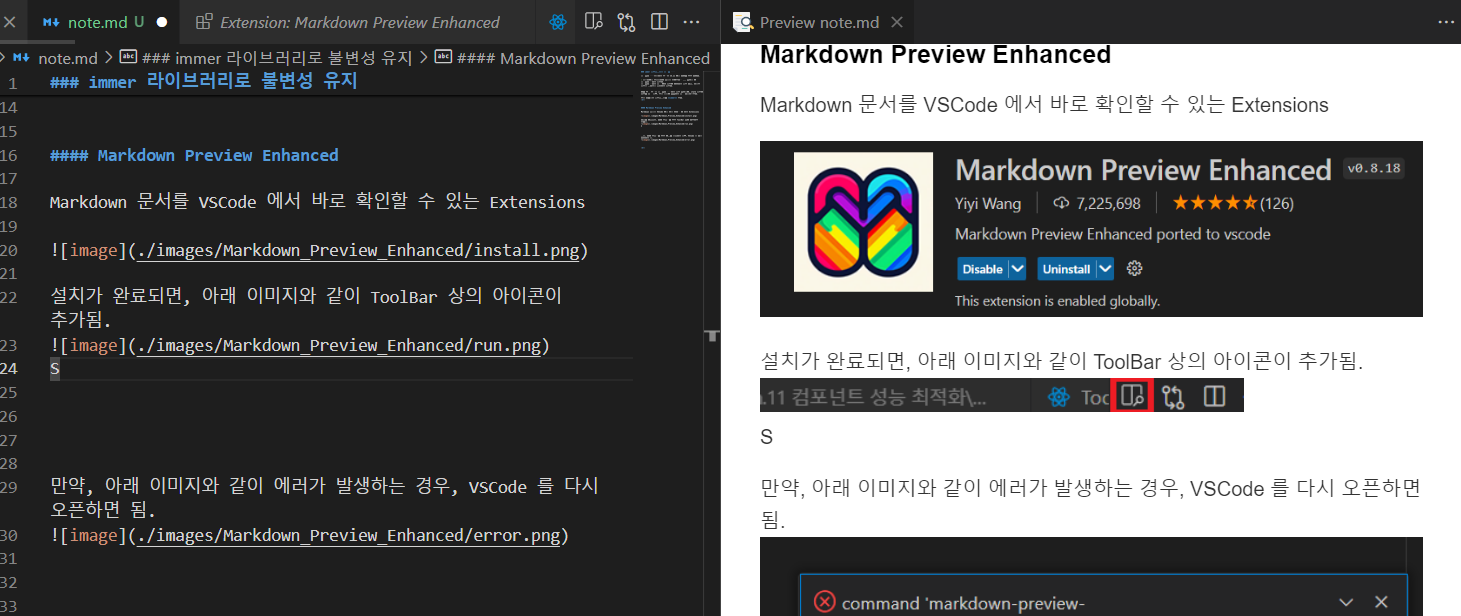 note.md U
Extension: Markdown Preview Enhanced
note.md
### immer 라이브러리로 불변성 유지
#### Markdown Preview Enhanced
1 ### immer 라이브러리로 불변성 유지
14
15
16 #### Markdown Preview Enhanced
17
18 Markdown 문서를 VSCode 에서 바로 확인할 수 있는 Extensions
19
20 ![image](./images/Markdown_Preview_Enhanced/install.png)
21
22 설치가 완료되면, 아래 이미지와 같이 ToolBar 상의 아이콘이
추가됨.
23 ![image](./images/Markdown_Preview_Enhanced/run.png)
24 S
25
26
27
28
29 만약, 아래 이미지와 같이 에러가 발생하는 경우, VSCode 를 다시
오픈하면 됨.
30 ![image](./images/Markdown_Preview_Enhanced/error.png)
31
32
33
Preview note.md
Markdown Preview Enhanced
Markdown 문서를 VSCode 에서 바로 확인할 수 있는 Extensions
Markdown Preview Enhanced v0.8.18
Yiyi Wang 7,225,698 (126)
Markdown Preview Enhanced ported to vscode
Disable Uninstall
This extension is enabled globally.
설치가 완료되면, 아래 이미지와 같이 ToolBar 상의 아이콘이 추가됨.
.11 컴포넌트 성능 최적화\... Toc
S
만약, 아래 이미지와 같이 에러가 발생하는 경우, VSCode 를 다시 오픈하면
됨.
command 'markdown-preview-